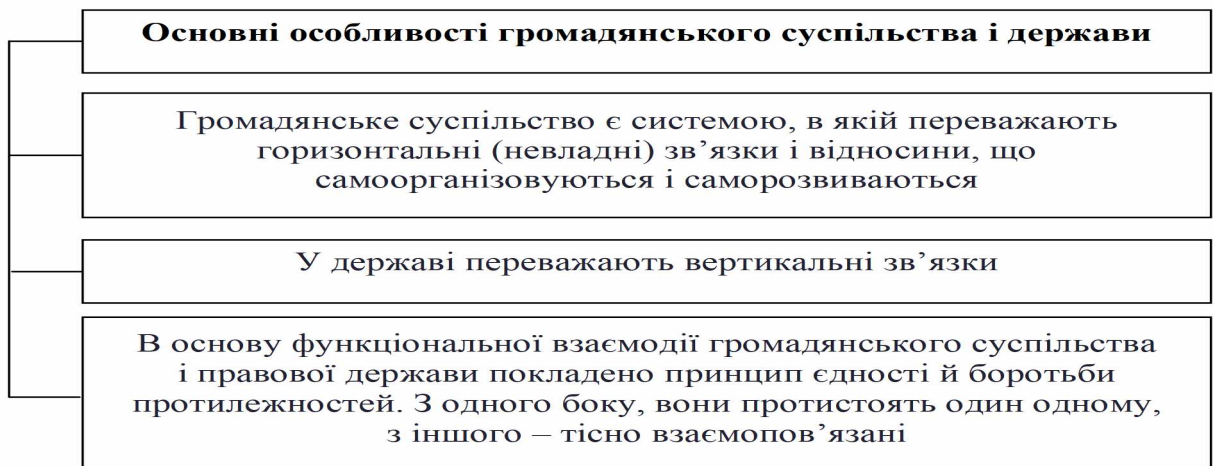 Основні особливості громадянського суспільства і держави
Громадянське суспільство є системою, в якій переважають
горизонтальні (невладні) зв’язки і відносини, що
самоорганізовуються і саморозвиваються
У державі переважають вертикальні зв’язки
В основу функціональної взаємодії громадянського суспільства
і правової держави покладено принцип єдності й боротьби
протилежностей. З одного боку, вони протистоять один одному,
з іншого – тісно взаємопов’язані